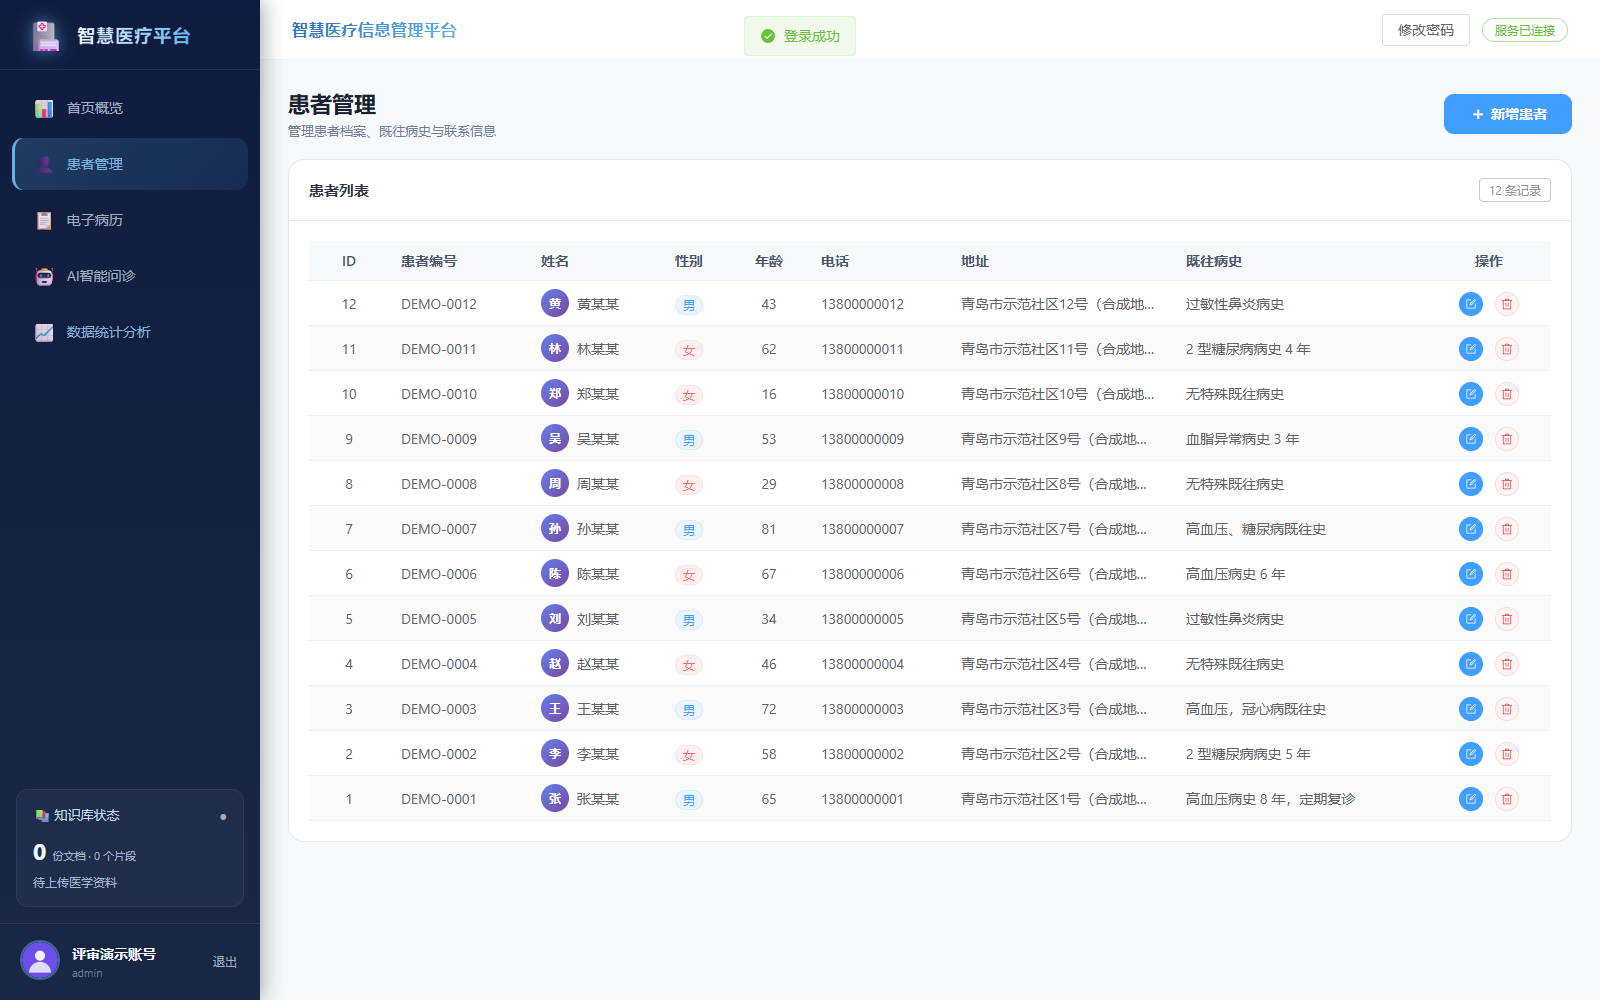 智慧医疗平台
首页概览
患者管理
电子病历
AI智能问诊
数据统计分析
知识库状态
0 份文档 · 0 个片段
待上传医学资料
评审演示账号
admin
退出
智慧医疗信息管理平台
登录成功
修改密码
服务已连接
患者管理
管理患者档案、既往病史与联系信息
+ 新增患者
患者列表
12 条记录
ID 患者编号 姓名 性别 年龄 电话 地址 既往病史 操作
12 DEMO-0012 黄 黄某某 男 43 13800000012 青岛市示范社区12号（合成地... 过敏性鼻炎病史
11 DEMO-0011 林 林某某 女 62 13800000011 青岛市示范社区11号（合成地... 2 型糖尿病病史 4 年
10 DEMO-0010 郑 郑某某 女 16 13800000010 青岛市示范社区10号（合成地... 无特殊既往病史
9 DEMO-0009 吴 吴某某 男 53 13800000009 青岛市示范社区9号（合成地... 血脂异常病史 3 年
8 DEMO-0008 周 周某某 女 29 13800000008 青岛市示范社区8号（合成地... 无特殊既往病史
7 DEMO-0007 孙 孙某某 男 81 13800000007 青岛市示范社区7号（合成地... 高血压、糖尿病既往史
6 DEMO-0006 陈 陈某某 女 67 13800000006 青岛市示范社区6号（合成地... 高血压病史 6 年
5 DEMO-0005 刘 刘某某 男 34 13800000005 青岛市示范社区5号（合成地... 过敏性鼻炎病史
4 DEMO-0004 赵 赵某某 女 46 13800000004 青岛市示范社区4号（合成地... 无特殊既往病史
3 DEMO-0003 王 王某某 男 72 13800000003 青岛市示范社区3号（合成地... 高血压，冠心病既往史
2 DEMO-0002 李 李某某 女 58 13800000002 青岛市示范社区2号（合成地... 2 型糖尿病病史 5 年
1 DEMO-0001 张 张某某 男 65 13800000001 青岛市示范社区1号（合成地... 高血压病史 8 年，定期复诊